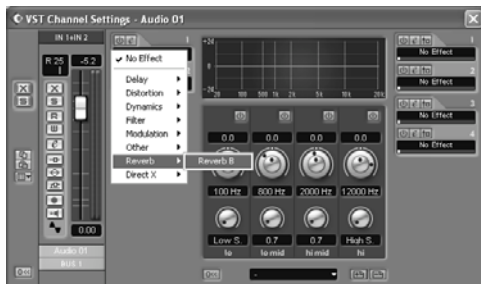 VST Channel Settings - Audio 01
IN 1+IN 2
R 25
-5.2
0.00
Audio 01
BUS 1
1
No Effect
Delay
Distortion
Dynamics
Filter
Modulation
Other
Reverb
Direct X
Reverb B
+24
0.0 0.0 0.0 0.0
100 Hz 800 Hz 2000 Hz 12000 Hz
Low S. 0.7 0.7 High S.
lo lo mid hi mid hi
1
No Effect
2
No Effect
3
No Effect
4
No Effect